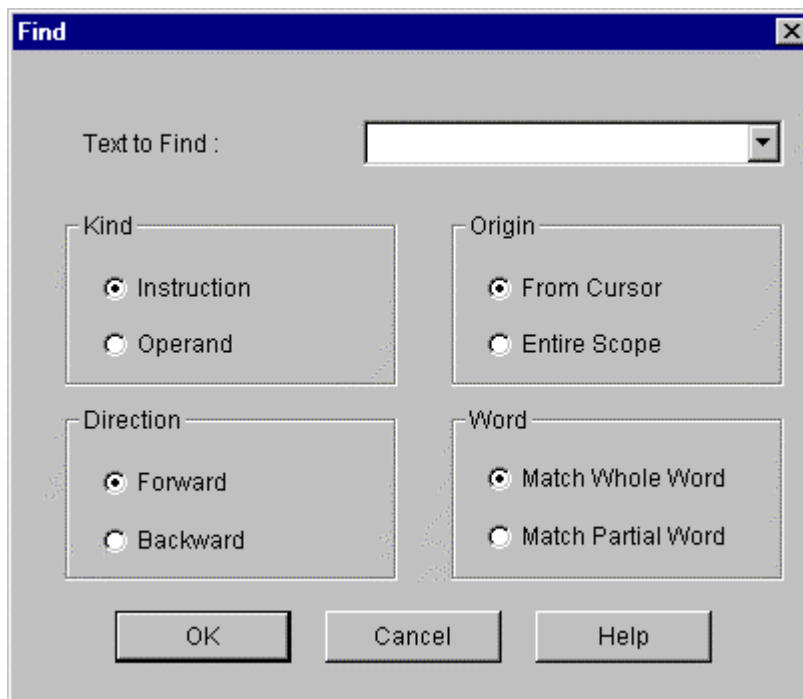 Find
Text to Find :
Kind
Instruction
Operand
Origin
From Cursor
Entire Scope
Direction
Forward
Backward
Word
Match Whole Word
Match Partial Word
OK
Cancel
Help